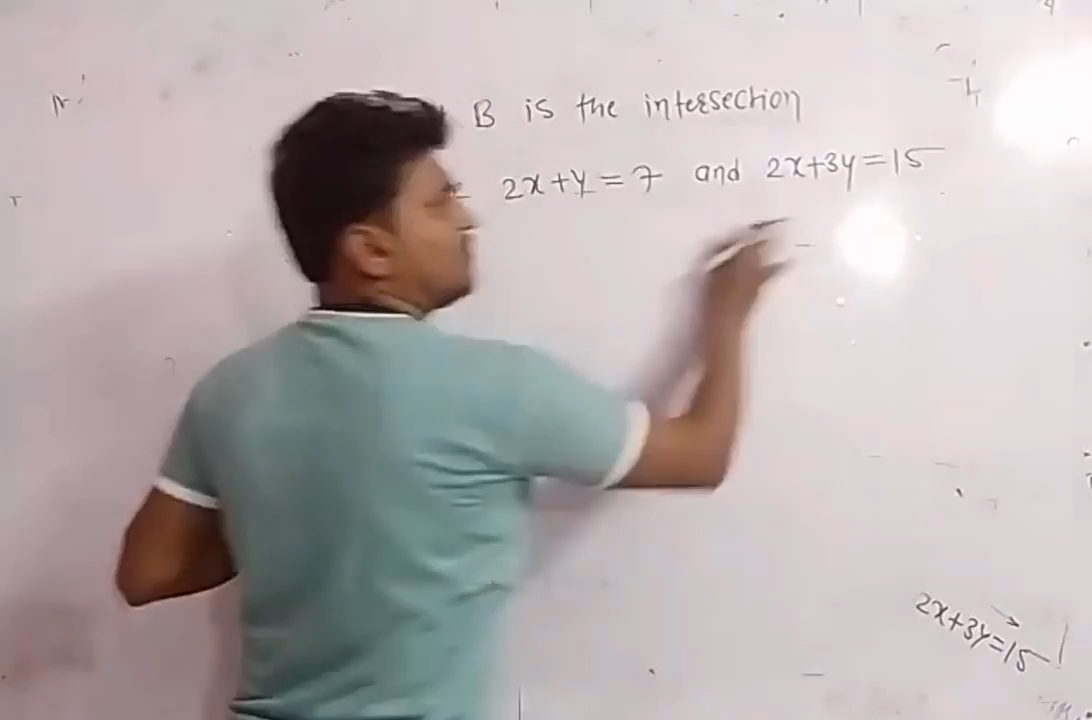 B is the intersection
2x+y=7 and 2x+3y=15
2x+3y=15